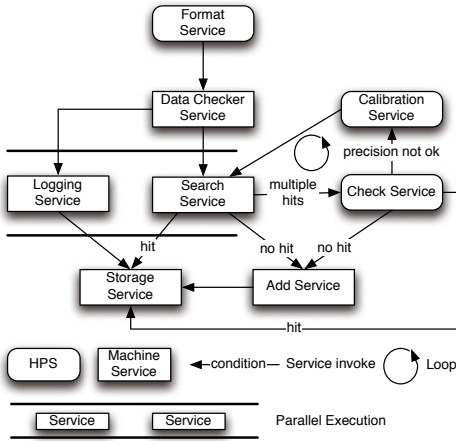 Format
Service
Data Checker
Service
Calibration
Service
precision not ok
Logging
Service
Search
Service
multiple
hits
Check Service
hit
no hit
no hit
Storage
Service
Add Service
hit
HPS
Machine
Service
condition
Service invoke
Loop
Service
Service
Parallel Execution